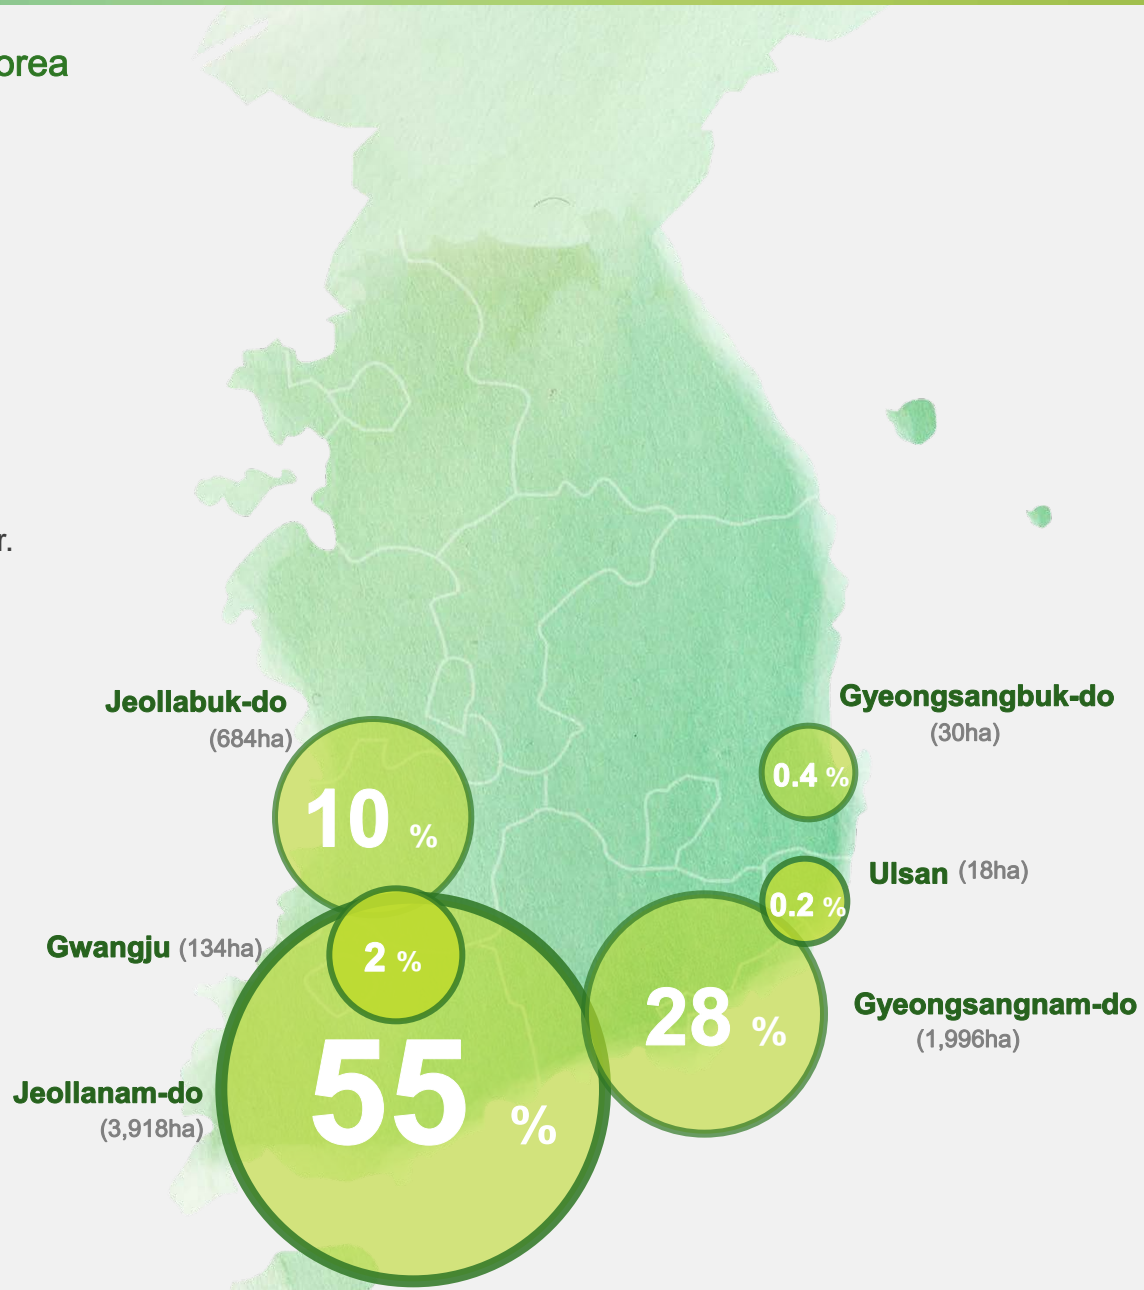 orea
r.
Jeollabuk-do
(684ha)
10 %
Gyeongsangbuk-do
(30ha)
0.4 %
Ulsan (18ha)
0.2 %
Gwangju (134ha)
2 %
28 %
Gyeongsangnam-do
(1,996ha)
55 %
Jeollanam-do
(3,918ha)